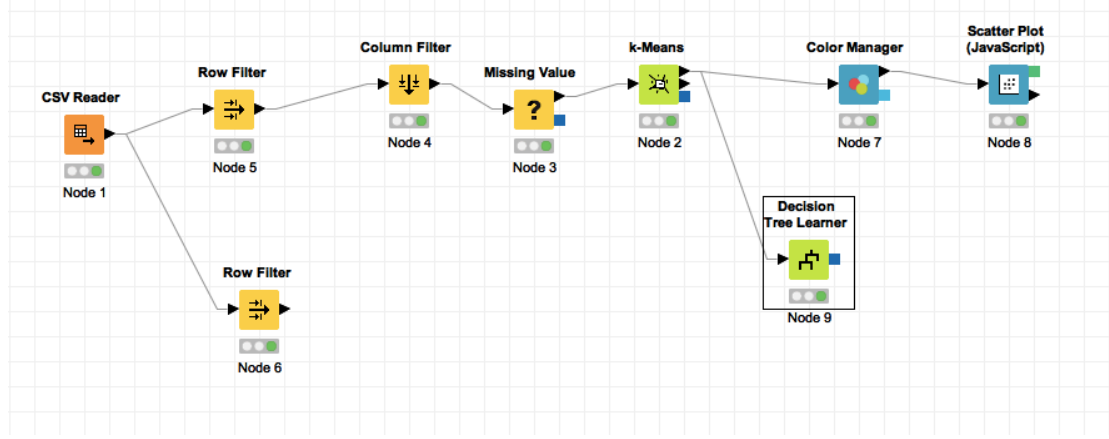 Scatter Plot
(JavaScript)
Column Filter
k-Means
Color Manager
Row Filter
Missing Value
CSV Reader
?
Node 4
Node 2
Node 7
Node 8
Node 5
Node 3
Node 1
Decision
Tree Learner
Row Filter
Node 9
Node 6